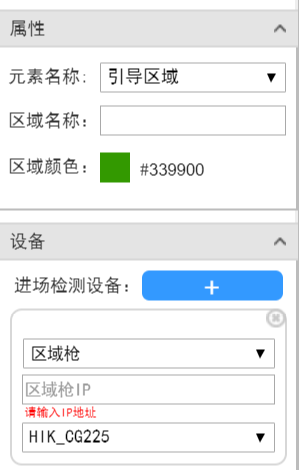 属性
元素名称: 引导区域
区域名称:
区域颜色: #339900
设备
进场检测设备: +
区域枪
区域枪IP
请输入IP地址
HIK_CG225